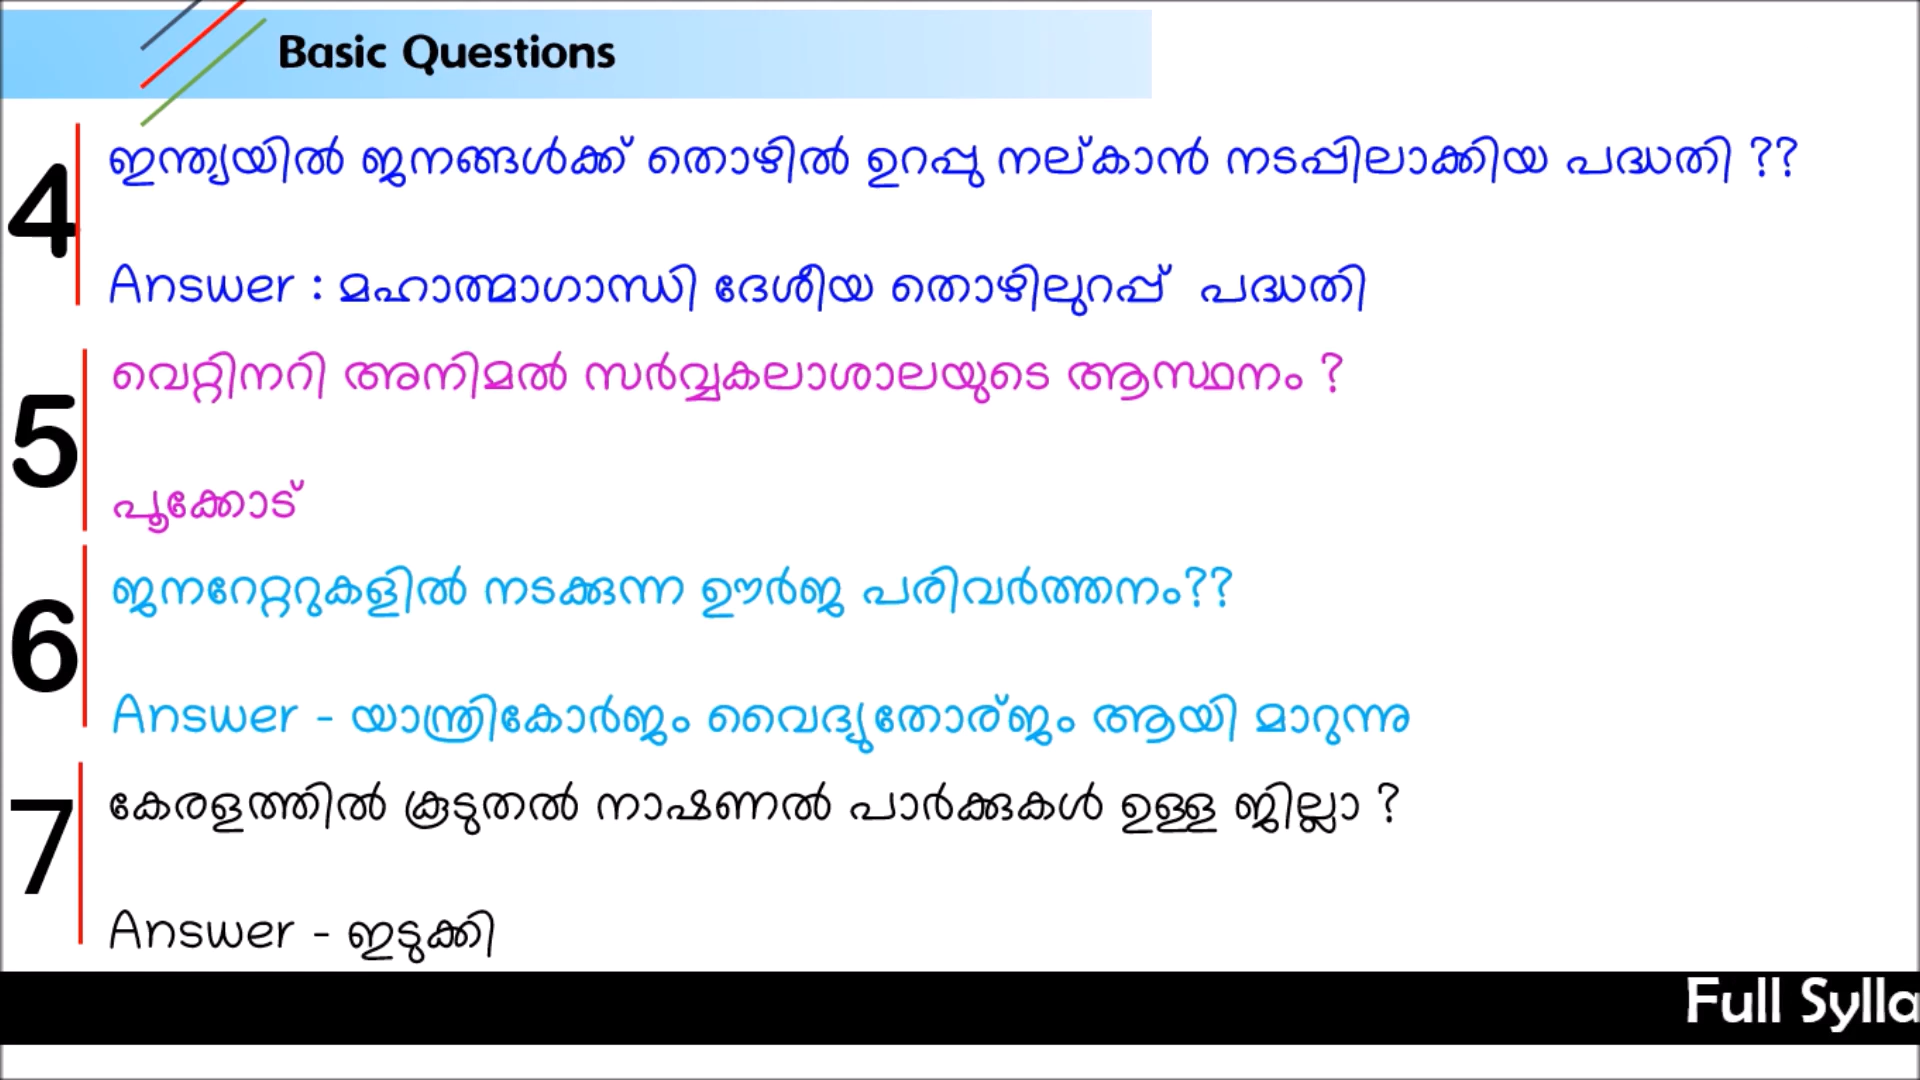 Basic Questions
4
ഇന്ത്യയിൽ ജനങ്ങൾക്ക് തൊഴിൽ ഉറപ്പു നല്കാൻ നടപ്പിലാക്കിയ പദ്ധതി ??
Answer : മഹാത്മാഗാന്ധി ദേശീയ തൊഴിലുറപ്പ് പദ്ധതി
5
വെറ്റിനറി അനിമൽ സർവ്വകലാശാലയുടെ ആസ്ഥനം ?
പൂക്കോട്
6
ജനറേറ്ററുകളിൽ നടക്കുന്ന ഊർജ പരിവർത്തനം??
Answer - യാന്ത്രികോർജം വൈദ്യുതോര്ജം ആയി മാറുന്നു
7
കേരളത്തിൽ കൂടുതൽ നാഷണൽ പാർക്കുകൾ ഉള്ള ജില്ലാ ?
Answer - ഇടുക്കി
Full Sylla